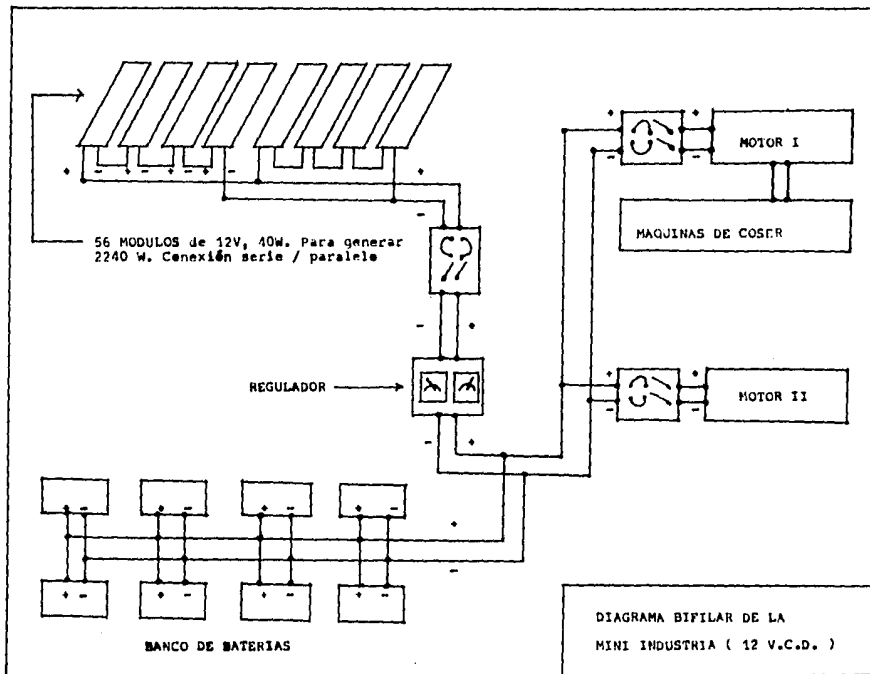 + - + - + - + -
+
-
56 MODULOS de 12V, 40W. Para generar
2240 W. Conexión serie / paralelo
- +
REGULADOR
- +
+ +
MOTOR I
- -
MAQUINAS DE COSER
+ +
MOTOR II
- -
+ - + - + - + -
+
-
+ - + - + - + -
BANCO DE BATERIAS
DIAGRAMA BIFILAR DE LA
MINI INDUSTRIA ( 12 V.C.D. )